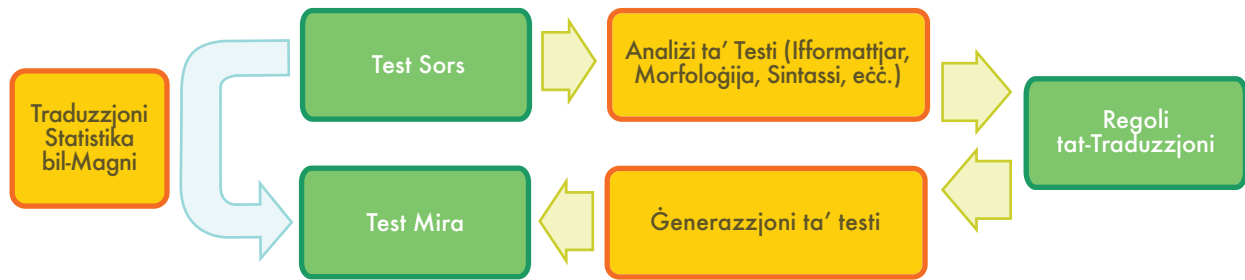 Traduzzjoni
Statistika
bil-Magni
Test Sors
Analiżi ta’ Testi (Ifformattjar,
Morfoloġija, Sintassi, eċċ.)
Regoli
tat-Traduzzjoni
Test Mira
Ġenerazzjoni ta’ testi